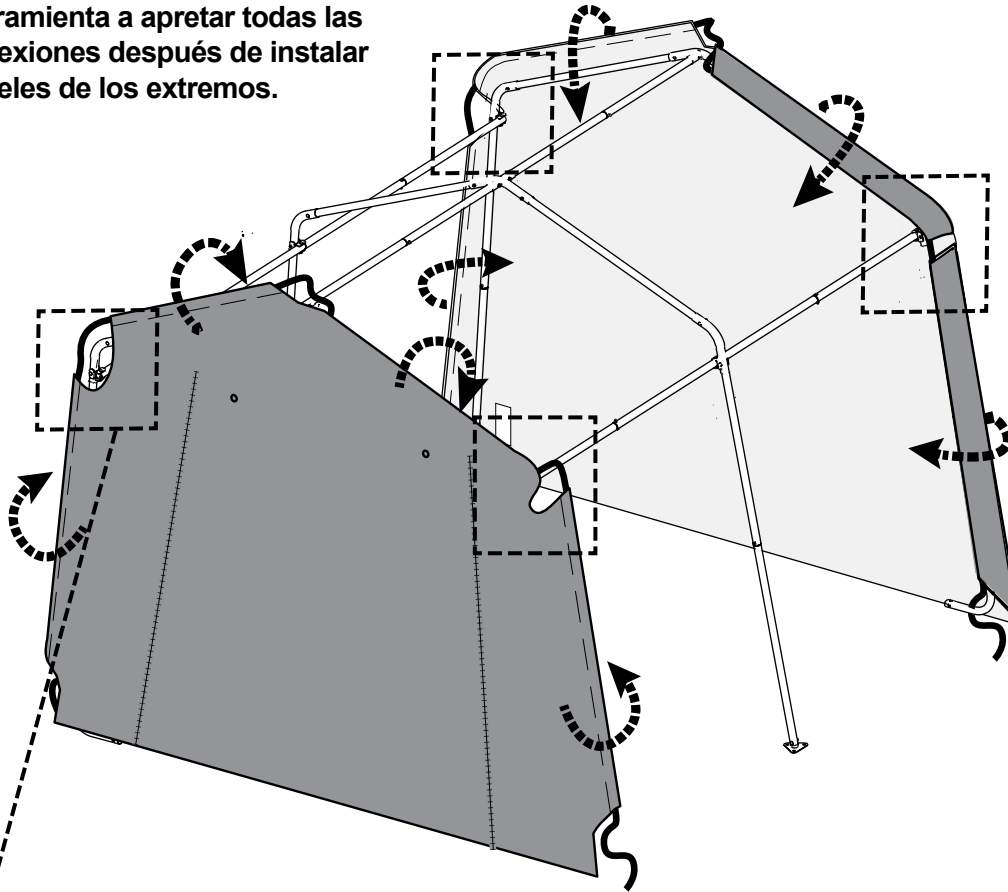 ramienta a apretar todas las
exiones después de instalar
eles de los extremos.